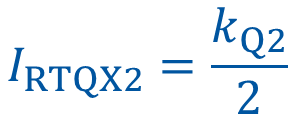 I_RTQX2 = k_Q2 / 2